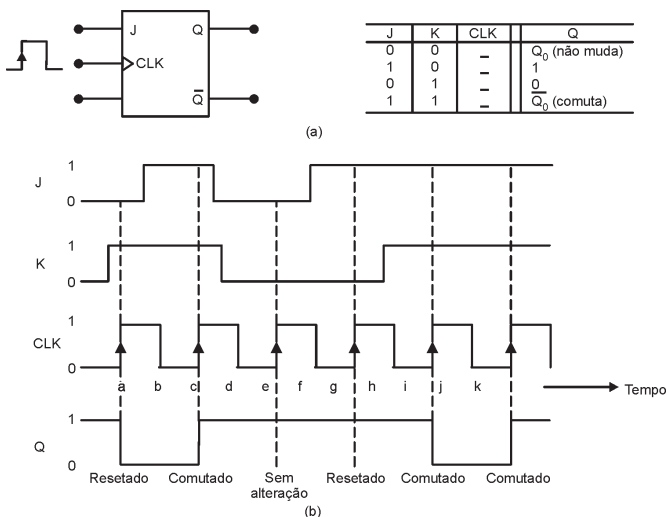 J Q
CLK
Q̅
J K CLK Q
0 0 _ Q₀ (não muda)
1 0 _ 1
0 1 _ 0
1 1 _ Q̅₀ (comuta)
(a)
1
J
0
1
K
0
1
CLK
0
a b c d e f g h i j k
Tempo
1
Q
0
Resetado Comutado Sem alteração Resetado Comutado Comutado
(b)